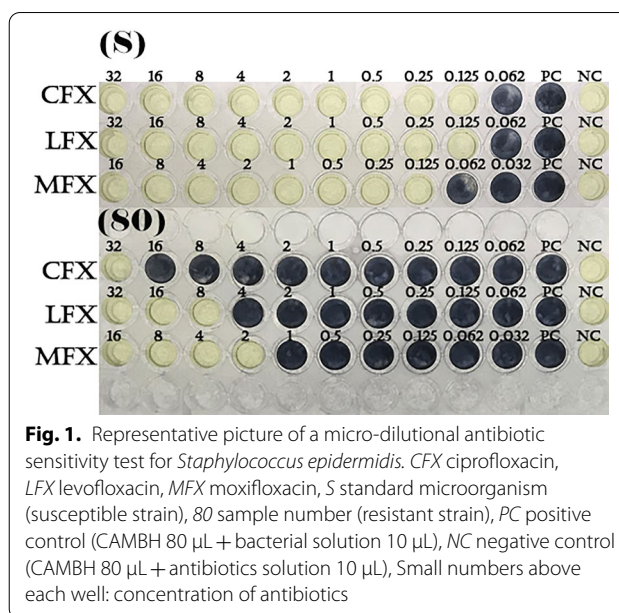 (S)
32 16 8 4 2 1 0.5 0.25 0.125 0.062 PC NC
CFX
32 16 8 4 2 1 0.5 0.25 0.125 0.062 PC NC
LFX
16 8 4 2 1 0.5 0.25 0.125 0.062 0.032 PC NC
MFX
(80)
32 16 8 4 2 1 0.5 0.25 0.125 0.062 PC NC
CFX
32 16 8 4 2 1 0.5 0.25 0.125 0.062 PC NC
LFX
16 8 4 2 1 0.5 0.25 0.125 0.062 0.032 PC NC
MFX
Fig. 1. Representative picture of a micro-dilutional antibiotic
sensitivity test for Staphylococcus epidermidis. CFX ciprofloxacin,
LFX levofloxacin, MFX moxifloxacin, S standard microorganism
(susceptible strain), 80 sample number (resistant strain), PC positive
control (CAMBH 80 µL + bacterial solution 10 µL), NC negative control
(CAMBH 80 µL + antibiotics solution 10 µL), Small numbers above
each well: concentration of antibiotics